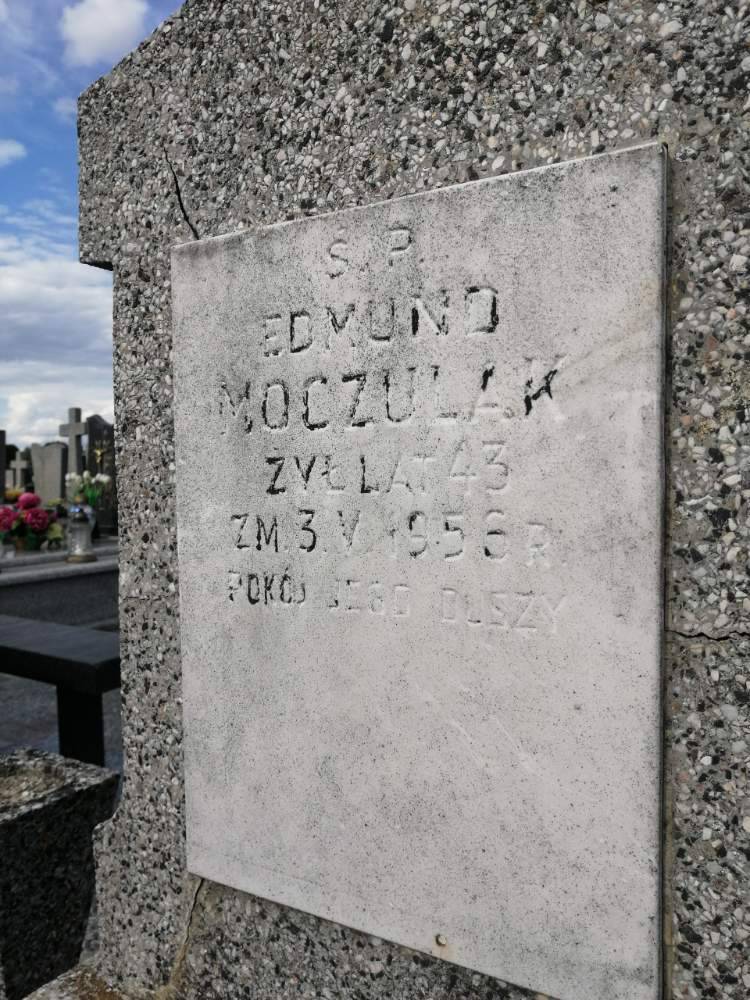 Ś. P.
EDMUND
MOCZULAK
ŻYŁ LAT 43
ZM. 3. V. 1956 R.
POKÓJ JEGO DUSZY